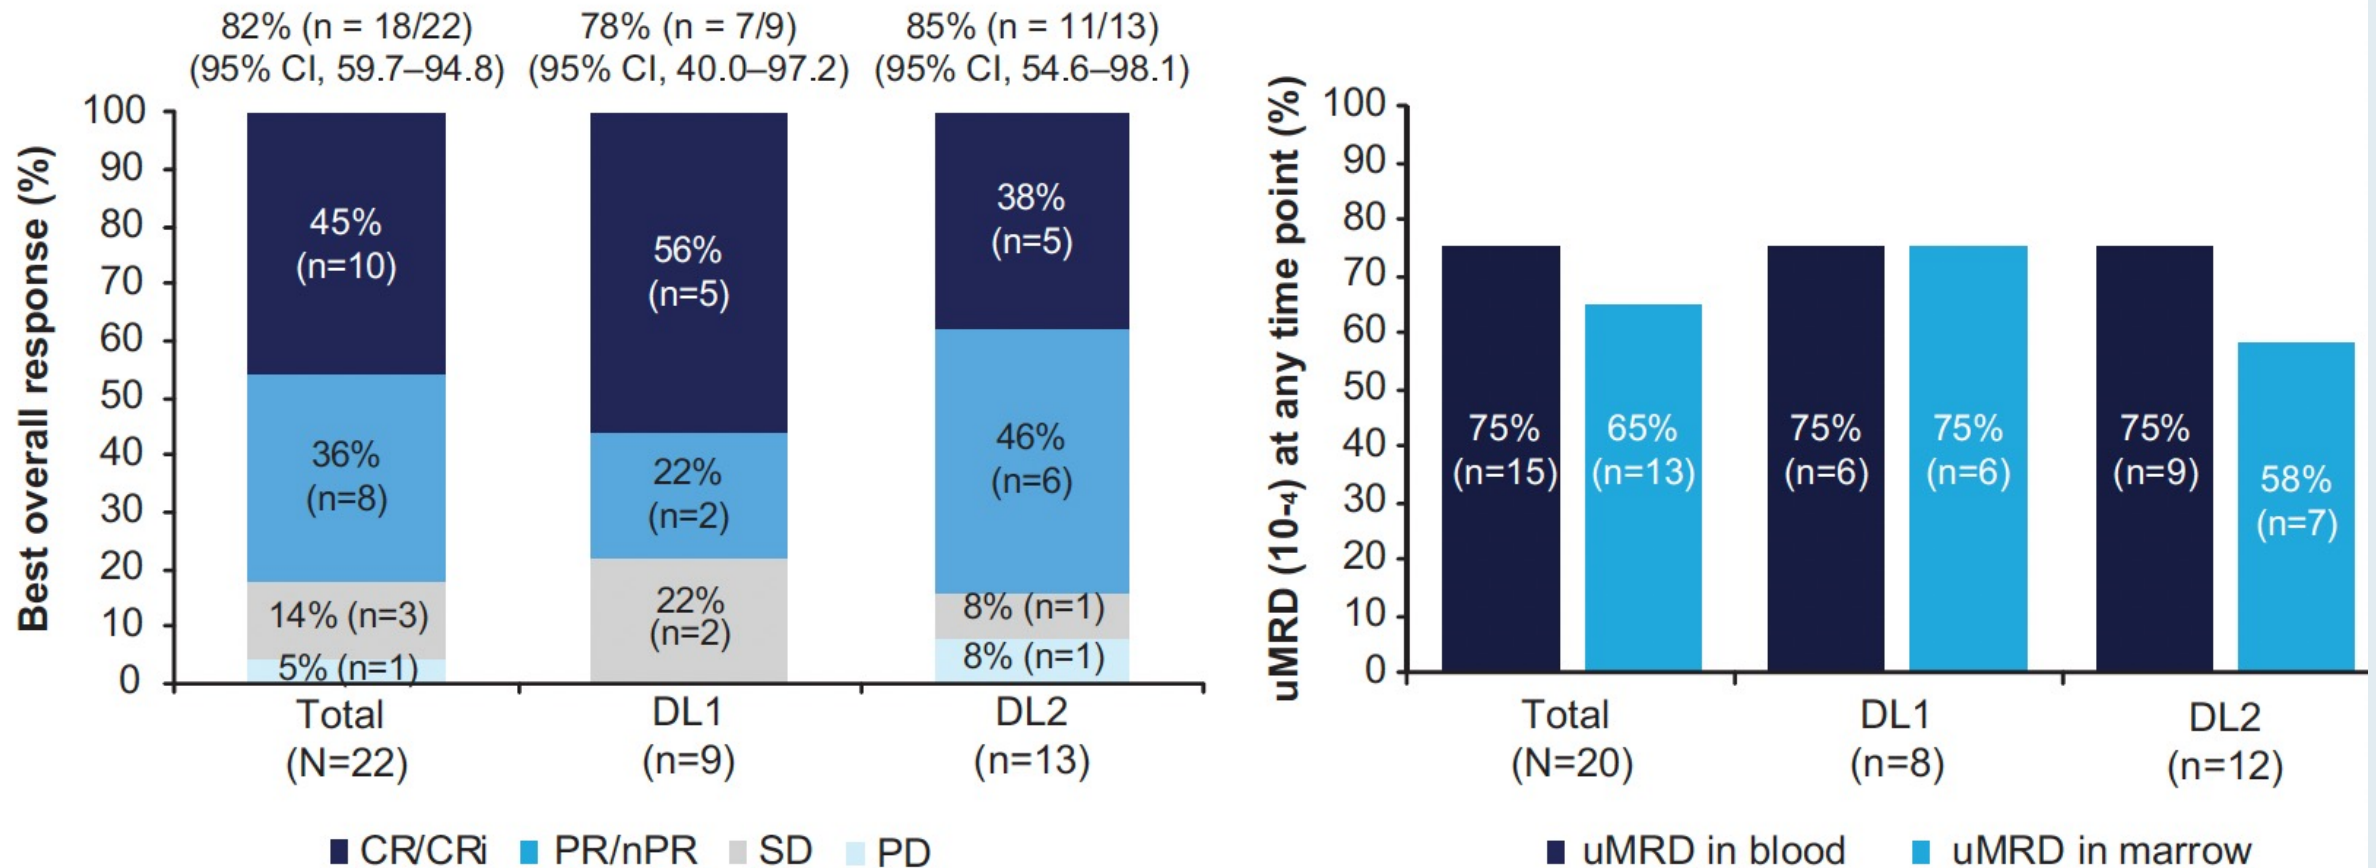 82% (n = 18/22)
(95% CI, 59.7–94.8)
78% (n = 7/9)
(95% CI, 40.0–97.2)
85% (n = 11/13)
(95% CI, 54.6–98.1)
Best overall response (%)
100
90
80
70
60
50
40
30
20
10
0
45%
(n=10)
36%
(n=8)
14% (n=3)
5% (n=1)
56%
(n=5)
22%
(n=2)
22%
(n=2)
38%
(n=5)
46%
(n=6)
8% (n=1)
8% (n=1)
Total
(N=22)
DL1
(n=9)
DL2
(n=13)
CR/CRi
PR/nPR
SD
PD
uMRD (10-4) at any time point (%)
100
90
80
70
60
50
40
30
20
10
0
75%
(n=15)
65%
(n=13)
75%
(n=6)
75%
(n=6)
75%
(n=9)
58%
(n=7)
Total
(N=20)
DL1
(n=8)
DL2
(n=12)
uMRD in blood
uMRD in marrow